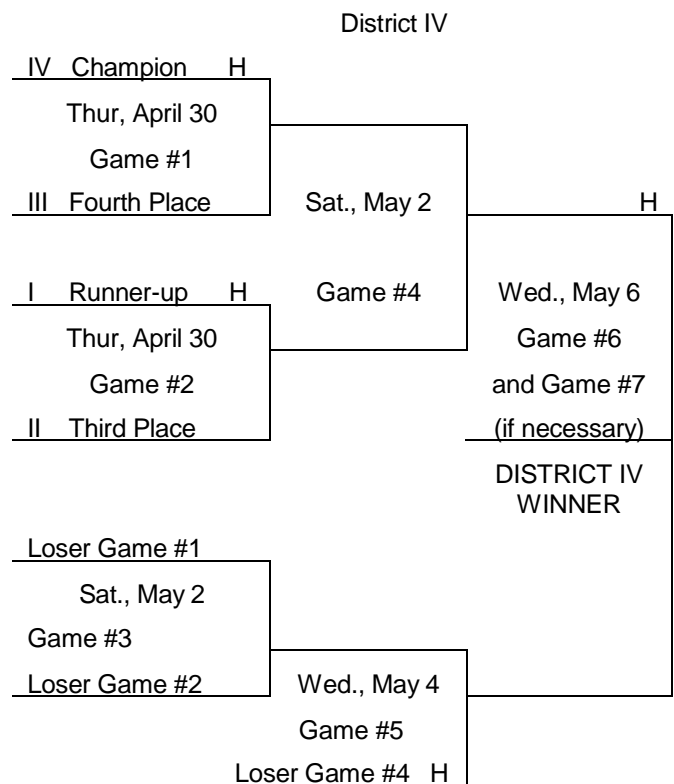 District IV
IV Champion H
Thur, April 30
Game #1
III Fourth Place
Sat., May 2
H
I Runner-up H
Game #4
Wed., May 6
Thur, April 30
Game #6
Game #2
and Game #7
II Third Place
(if necessary)
DISTRICT IV
WINNER
Loser Game #1
Sat., May 2
Game #3
Loser Game #2
Wed., May 4
Game #5
Loser Game #4 H